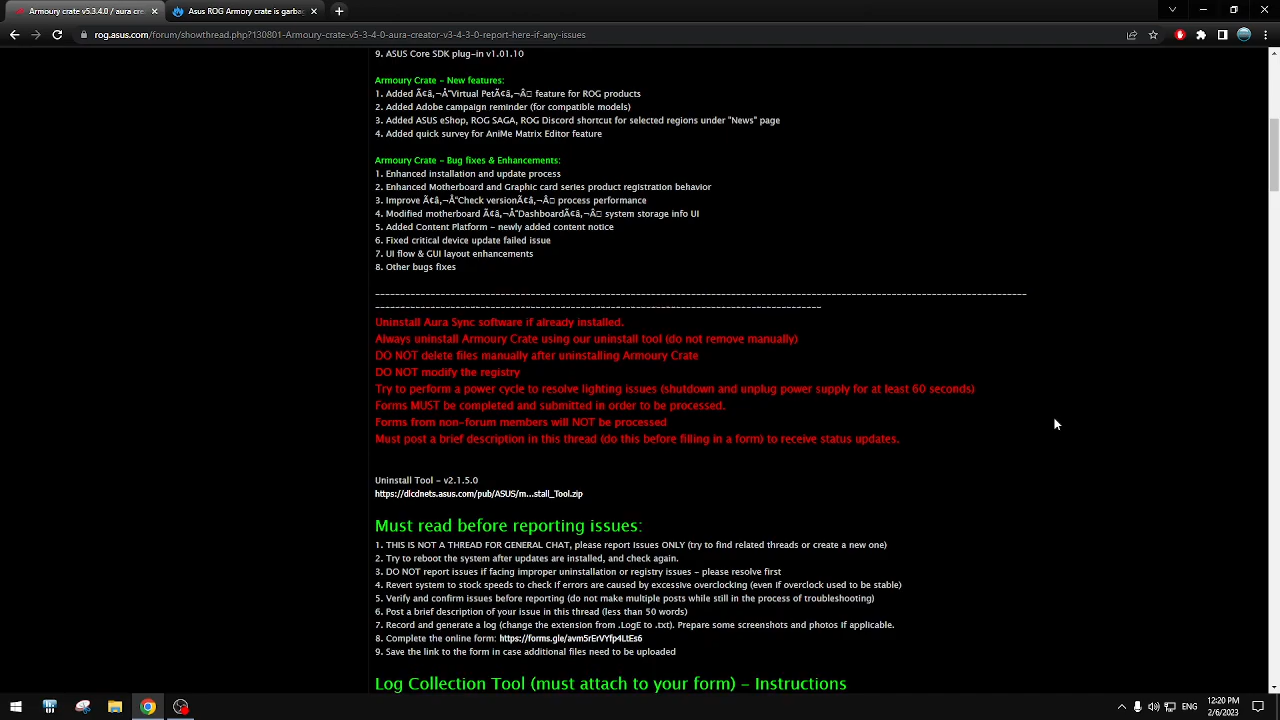 Armoury crate v5.3.4.0 / aura cre
Asus ROG Armory crate is garbag
rog.asus.com/forum/showthread.php?130801-Armoury-crate-v5-3-4-0-aura-creator-v3-4-3-0-report-here-if-any-issues
9. ASUS Core SDK plug-in v1.01.10
Armoury Crate - New features:
1. Added Ã¢â‚¬Å“Virtual PetÃ¢â‚¬Â□ feature for ROG products
2. Added Adobe campaign reminder (for compatible models)
3. Added ASUS eShop, ROG SAGA, ROG Discord shortcut for selected regions under "News" page
4. Added quick survey for AniMe Matrix Editor feature
Armoury Crate - Bug fixes & Enhancements:
1. Enhanced installation and update process
2. Enhanced Motherboard and Graphic card series product registration behavior
3. Improve Ã¢â‚¬Å“Check versionÃ¢â‚¬Â□ process performance
4. Modified motherboard Ã¢â‚¬Å“DashboardÃ¢â‚¬Â□ system storage info UI
5. Added Content Platform - newly added content notice
6. Fixed critical device update failed issue
7. UI flow & GUI layout enhancements
8. Other bugs fixes
Uninstall Aura Sync software if already installed.
Always uninstall Armoury Crate using our uninstall tool (do not remove manually)
DO NOT delete files manually after uninstalling Armoury Crate
DO NOT modify the registry
Try to perform a power cycle to resolve lighting issues (shutdown and unplug power supply for at least 60 seconds)
Forms MUST be completed and submitted in order to be processed.
Forms from non-forum members will NOT be processed
Must post a brief description in this thread (do this before filling in a form) to receive status updates.
Uninstall Tool - v2.1.5.0
https://dlcdnets.asus.com/pub/ASUS/m...stall_Tool.zip
Must read before reporting issues:
1. THIS IS NOT A THREAD FOR GENERAL CHAT, please report issues ONLY (try to find related threads or create a new one)
2. Try to reboot the system after updates are installed, and check again.
3. DO NOT report issues if facing improper uninstallation or registry issues - please resolve first
4. Revert system to stock speeds to check if errors are caused by excessive overclocking (even if overclock used to be stable)
5. Verify and confirm issues before reporting (do not make multiple posts while still in the process of troubleshooting)
6. Post a brief description of your issue in this thread (less than 50 words)
7. Record and generate a log (change the extension from .LogE to .txt). Prepare some screenshots and photos if applicable.
8. Complete the online form: https://forms.gle/avm5rErVYfp4LtEs6
9. Save the link to the form in case additional files need to be uploaded
Log Collection Tool (must attach to your form) - Instructions
ENG
12:20 PM
2/6/2023